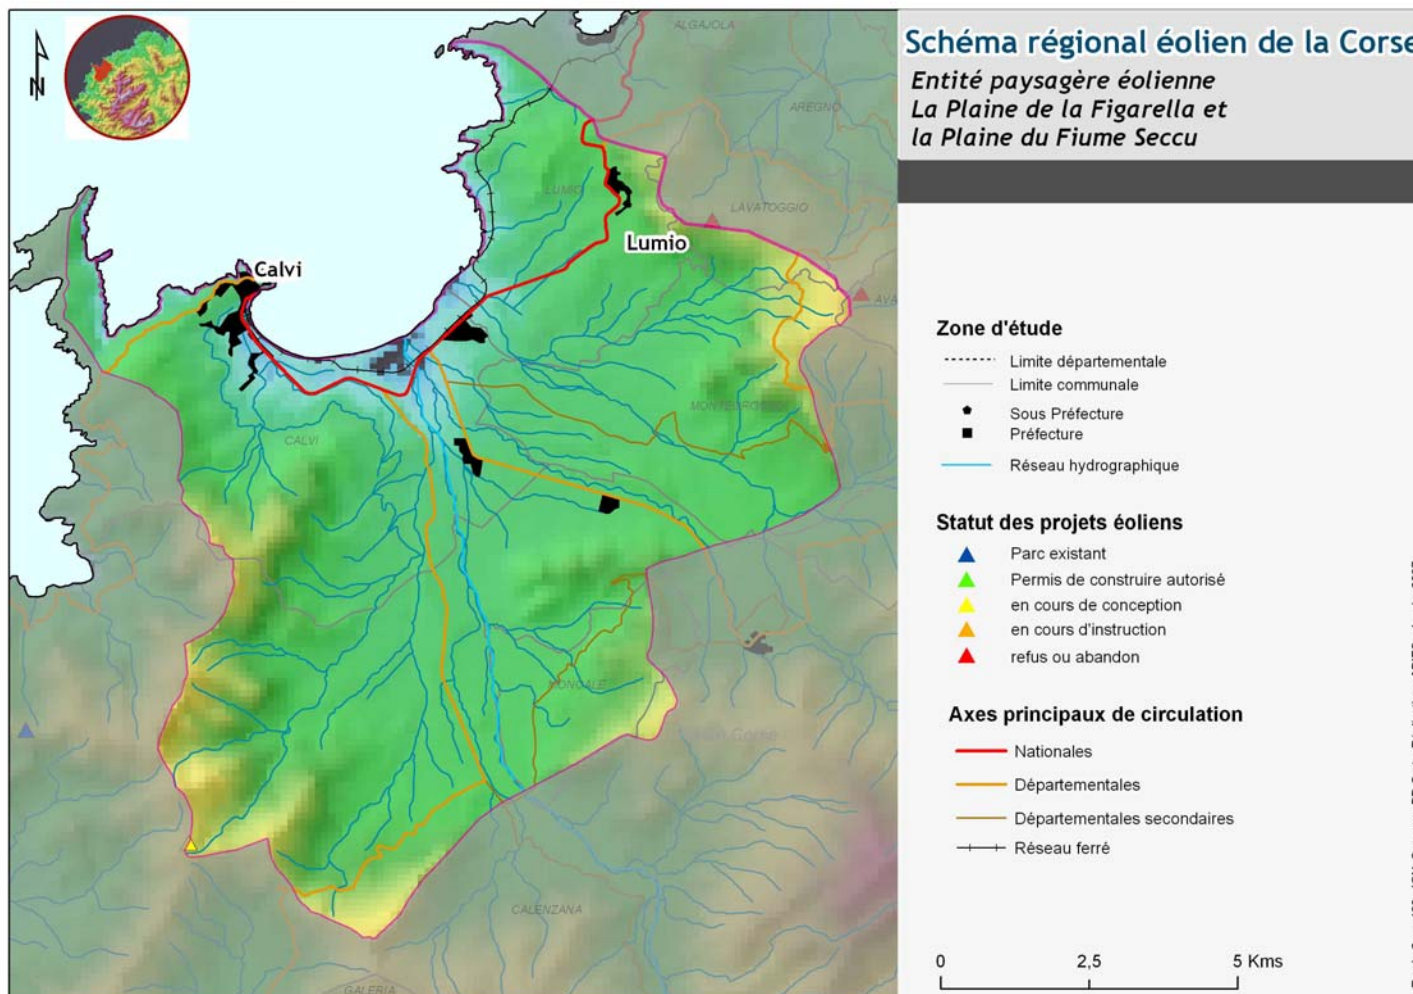 Schéma régional éolien de la Corse
Entité paysagère éolienne
La Plaine de la Figarella et
la Plaine du Fiume Seccu
N
ALGAJOLA
AREGNO
LUMIO
LAVATOGGIO
Lumio
Calvi
AVA
CALVI
MONCALE
CALENZANA
GALERIA
Zone d'étude
Limite départementale
Limite communale
Sous Préfecture
Préfecture
Réseau hydrographique
Statut des projets éoliens
Parc existant
Permis de construire autorisé
en cours de conception
en cours d'instruction
refus ou abandon
Axes principaux de circulation
Nationales
Départementales
Départementales secondaires
Réseau ferré
0 2,5 5 Kms